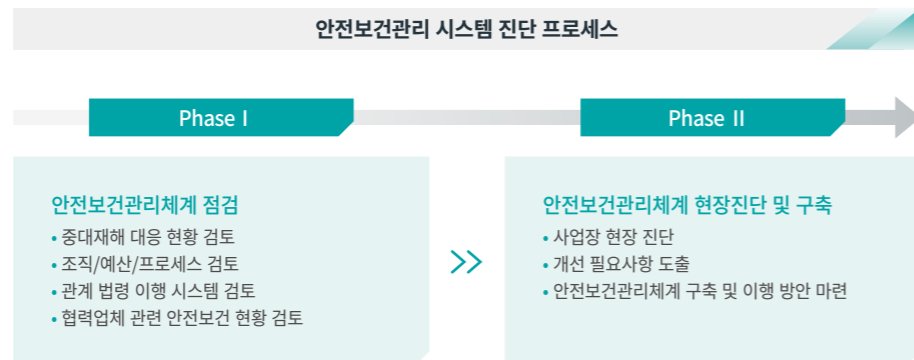 안전보건관리 시스템 진단 프로세스
Phase Ⅰ
Phase Ⅱ
안전보건관리체계 점검
• 중대재해 대응 현황 검토
• 조직/예산/프로세스 검토
• 관계 법령 이행 시스템 검토
• 협력업체 관련 안전보건 현황 검토
안전보건관리체계 현장진단 및 구축
• 사업장 현장 진단
• 개선 필요사항 도출
• 안전보건관리체계 구축 및 이행 방안 마련